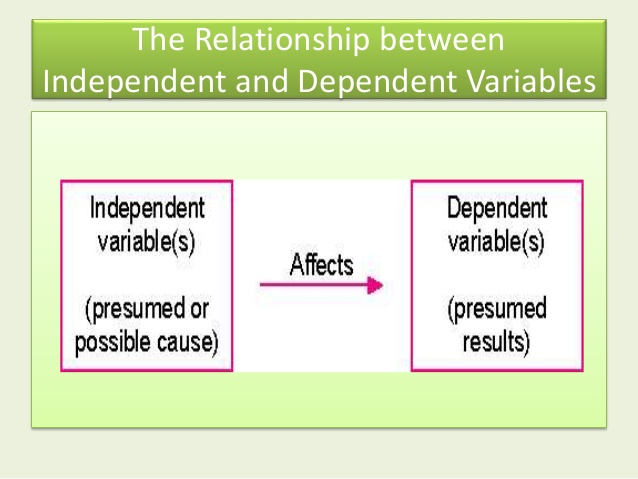 The Relationship between
Independent and Dependent Variables
Independent
variable(s)
(presumed or
possible cause)
Affects
Dependent
variable(s)
(presumed
results)